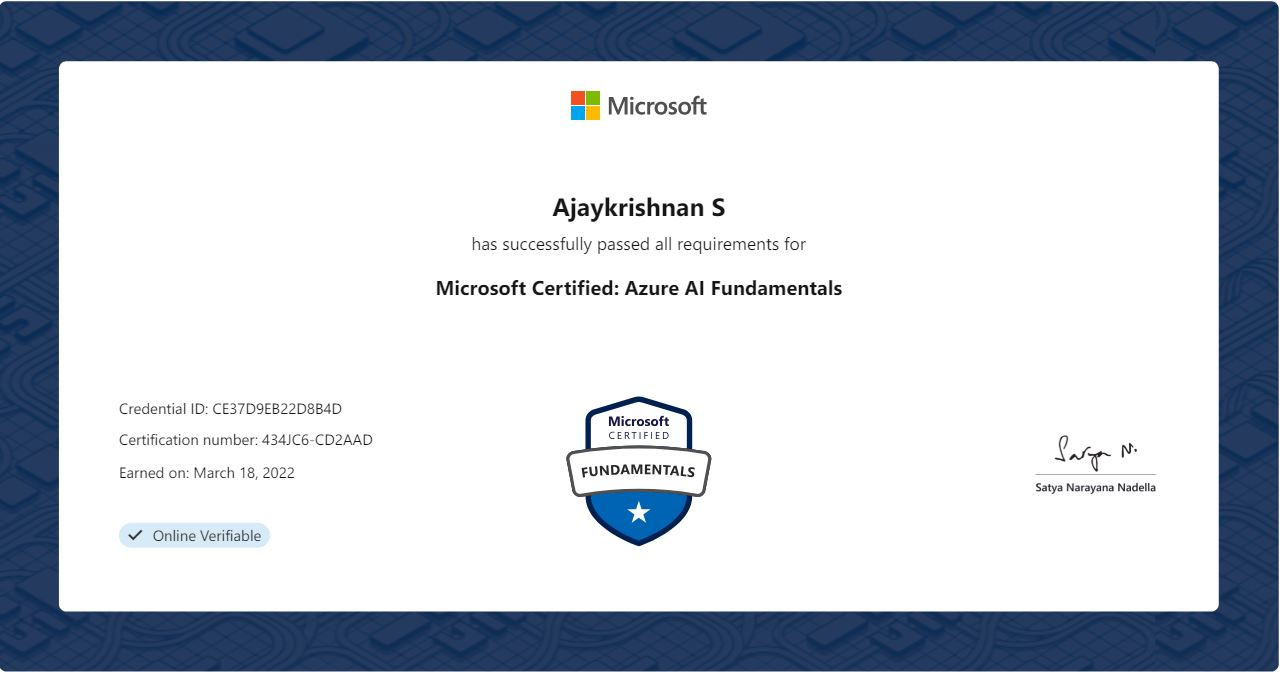 Microsoft
Ajaykrishnan S
has successfully passed all requirements for
Microsoft Certified: Azure AI Fundamentals
Credential ID: CE37D9EB22D8B4D
Certification number: 434JC6-CD2AAD
Earned on: March 18, 2022
Online Verifiable
Microsoft
CERTIFIED
FUNDAMENTALS
Satya N.
Satya Narayana Nadella